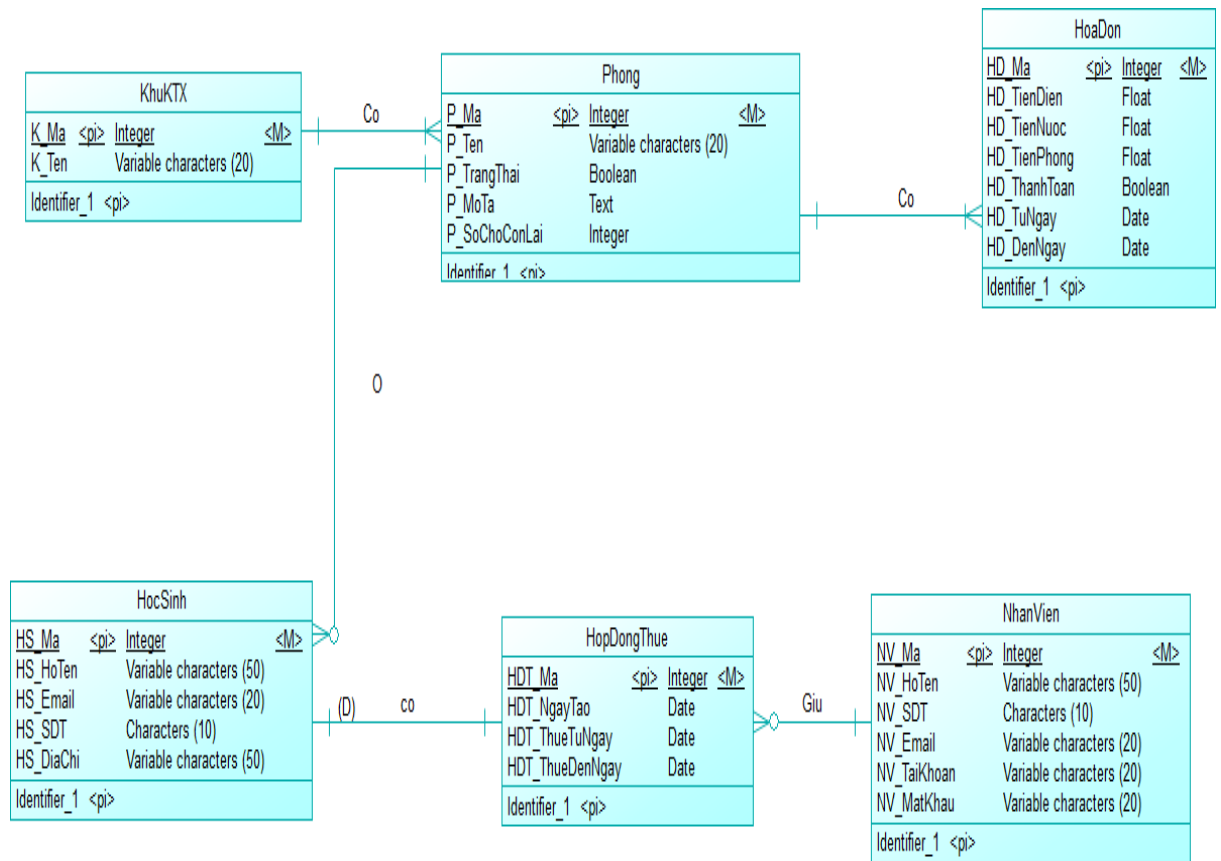 KhuKTX
K_Ma <pi> Integer <M>
K_Ten Variable characters (20)
Identifier_1 <pi>
Co
Phong
P_Ma <pi> Integer <M>
P_Ten Variable characters (20)
P_TrangThai Boolean
P_MoTa Text
P_SoChoConLai Integer
Identifier_1 <pi>
Co
HoaDon
HD_Ma <pi> Integer <M>
HD_TienDien Float
HD_TienNuoc Float
HD_TienPhong Float
HD_ThanhToan Boolean
HD_TuNgay Date
HD_DenNgay Date
Identifier_1 <pi>
O
HocSinh
HS_Ma <pi> Integer <M>
HS_HoTen Variable characters (50)
HS_Email Variable characters (20)
HS_SDT Characters (10)
HS_DiaChi Variable characters (50)
Identifier_1 <pi>
(D) co
HopDongThue
HDT_Ma <pi> Integer <M>
HDT_NgayTao Date
HDT_ThueTuNgay Date
HDT_ThueDenNgay Date
Identifier_1 <pi>
Giu
NhanVien
NV_Ma <pi> Integer <M>
NV_HoTen Variable characters (50)
NV_SDT Characters (10)
NV_Email Variable characters (20)
NV_TaiKhoan Variable characters (20)
NV_MatKhau Variable characters (20)
Identifier_1 <pi>